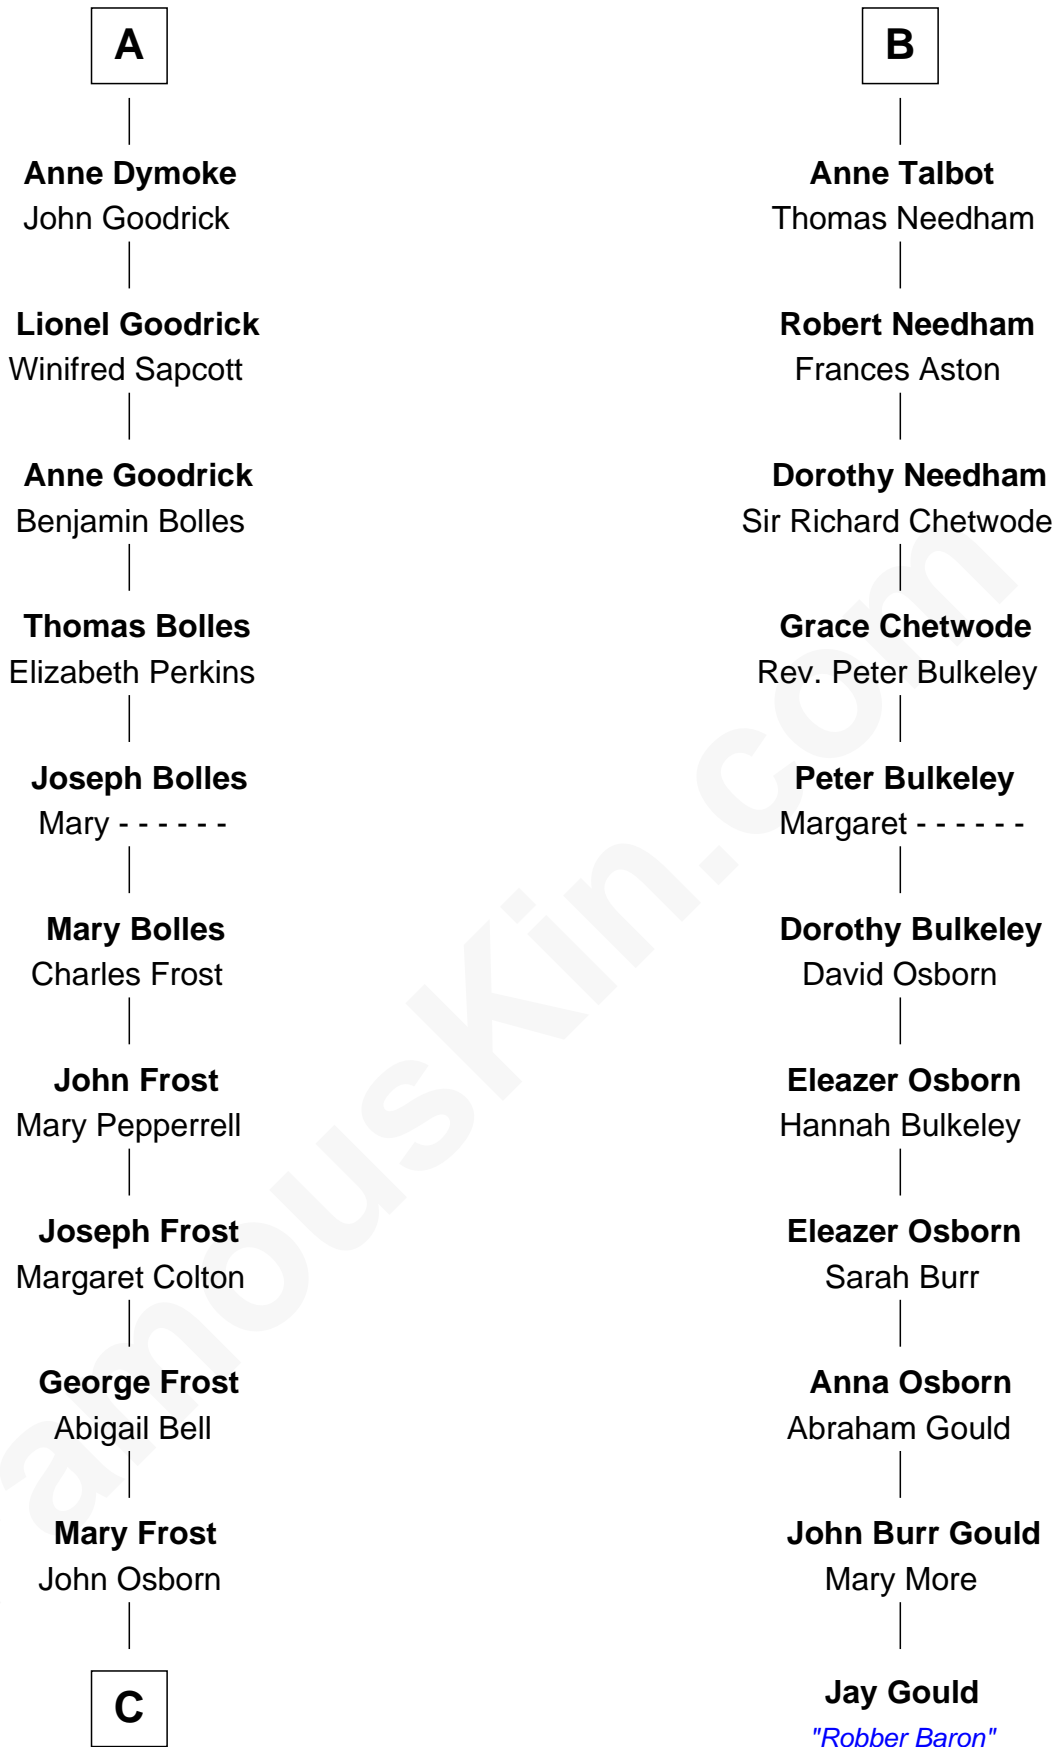 A
Anne Dymoke
John Goodrick
Lionel Goodrick
Winifred Sapcott
Anne Goodrick
Benjamin Bolles
Thomas Bolles
Elizabeth Perkins
Joseph Bolles
Mary - - - - - -
Mary Bolles
Charles Frost
John Frost
Mary Pepperrell
Joseph Frost
Margaret Colton
George Frost
Abigail Bell
Mary Frost
John Osborn
C
B
Anne Talbot
Thomas Needham
Robert Needham
Frances Aston
Dorothy Needham
Sir Richard Chetwode
Grace Chetwode
Rev. Peter Bulkeley
Peter Bulkeley
Margaret - - - - - -
Dorothy Bulkeley
David Osborn
Eleazer Osborn
Hannah Bulkeley
Eleazer Osborn
Sarah Burr
Anna Osborn
Abraham Gould
John Burr Gould
Mary More
Jay Gould
"Robber Baron"
amousKin.com